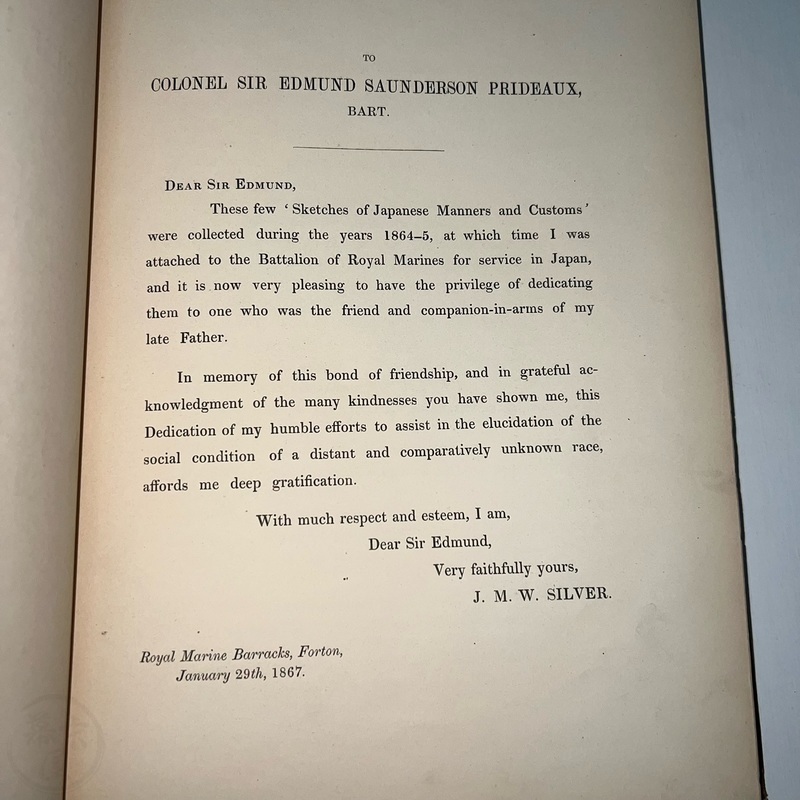 TO
COLONEL SIR EDMUND SAUNDERSON PRIDEAUX,
BART.
DEAR SIR EDMUND,
These few ‘Sketches of Japanese Manners and Customs’
were collected during the years 1864–5, at which time I was
attached to the Battalion of Royal Marines for service in Japan,
and it is now very pleasing to have the privilege of dedicating
them to one who was the friend and companion-in-arms of my
late Father.
In memory of this bond of friendship, and in grateful ac-
knowledgment of the many kindnesses you have shown me, this
Dedication of my humble efforts to assist in the elucidation of the
social condition of a distant and comparatively unknown race,
affords me deep gratification.
With much respect and esteem, I am,
Dear Sir Edmund,
Very faithfully yours,
J. M. W. SILVER.
Royal Marine Barracks, Forton,
January 29th, 1867.